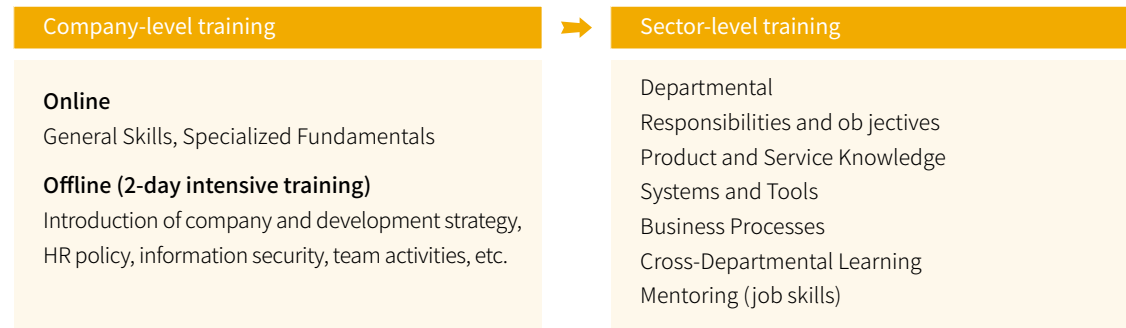 Company-level training
Online
General Skills, Specialized Fundamentals
Offline (2-day intensive training)
Introduction of company and development strategy,
HR policy, information security, team activities, etc.
Sector-level training
Departmental
Responsibilities and ob jectives
Product and Service Knowledge
Systems and Tools
Business Processes
Cross-Departmental Learning
Mentoring (job skills)